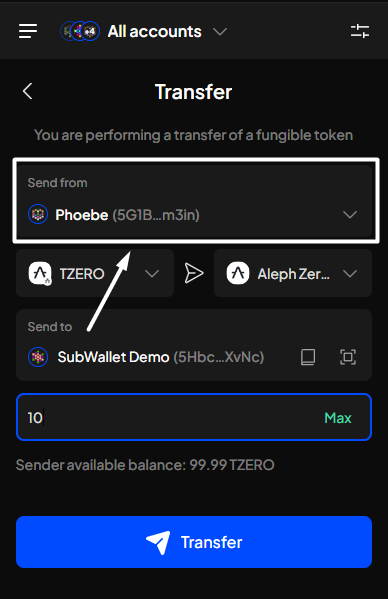 +4 All accounts
Transfer
You are performing a transfer of a fungible token
Send from
Phoebe (5G1B...m3in)
TZERO Aleph Zer...
Send to
SubWallet Demo (5Hbc...XvNc)
10 Max
Sender available balance: 99.99 TZERO
Transfer